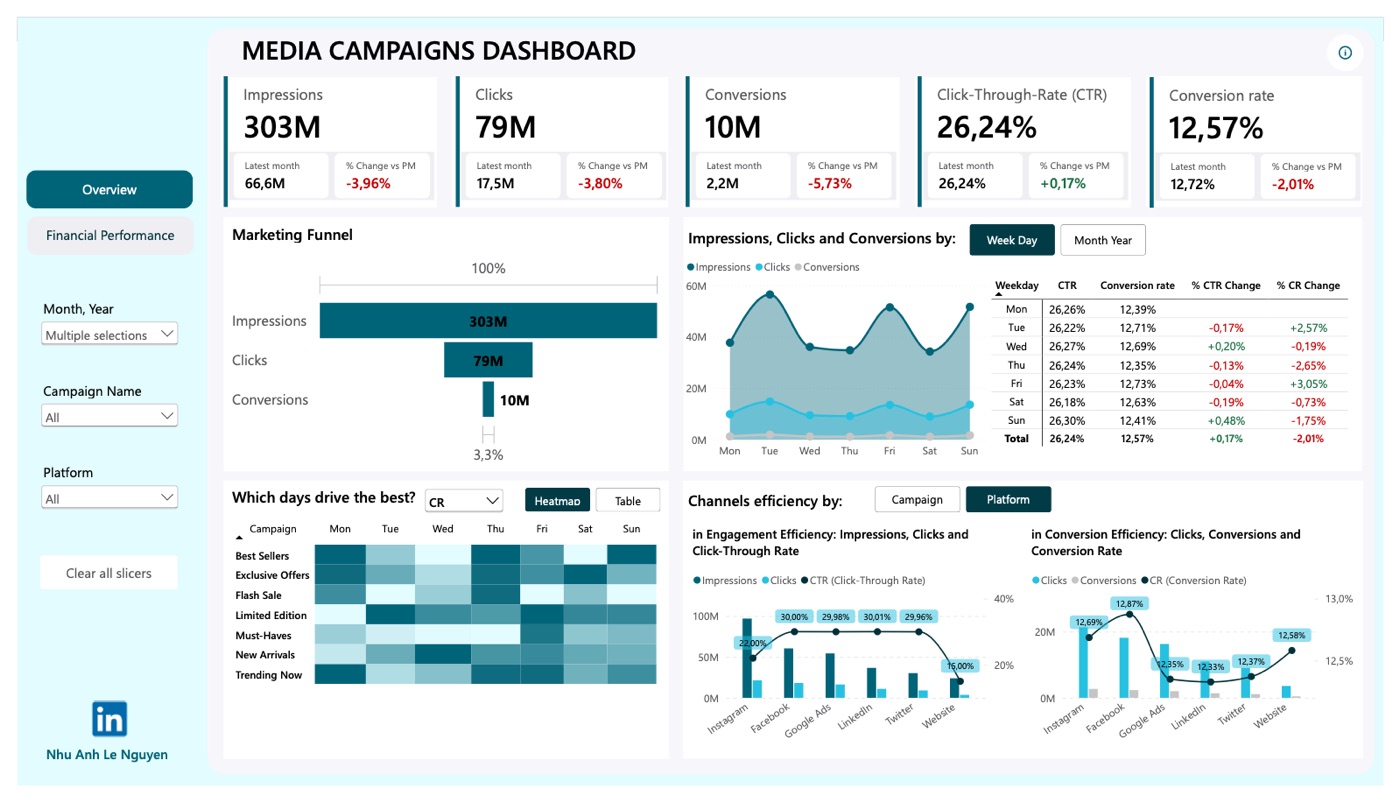 MEDIA CAMPAIGNS DASHBOARD
Impressions
303M
Latest month
66,6M
% Change vs PM
-3,96%
Clicks
79M
Latest month
17,5M
% Change vs PM
-3,80%
Conversions
10M
Latest month
2,2M
% Change vs PM
-5,73%
Click-Through-Rate (CTR)
26,24%
Latest month
26,24%
% Change vs PM
+0,17%
Conversion rate
12,57%
Latest month
12,72%
% Change vs PM
-2,01%
Overview
Financial Performance
Month, Year
Multiple selections
Campaign Name
All
Platform
All
Clear all slicers
in
Nhu Anh Le Nguyen
Marketing Funnel
100%
Impressions 303M
Clicks 79M
Conversions 10M
3,3%
Impressions, Clicks and Conversions by:
Week Day
Month Year
Impressions Clicks Conversions
60M
40M
20M
0M
Mon Tue Wed Thu Fri Sat Sun
Weekday CTR Conversion rate % CTR Change % CR Change
Mon 26,26% 12,39%
Tue 26,22% 12,71% -0,17% +2,57%
Wed 26,27% 12,69% +0,20% -0,19%
Thu 26,24% 12,35% -0,13% -2,65%
Fri 26,23% 12,73% -0,04% +3,05%
Sat 26,18% 12,63% -0,19% -0,73%
Sun 26,30% 12,41% +0,48% -1,75%
Total 26,24% 12,57% +0,17% -2,01%
Which days drive the best?
CR
Heatmap
Table
Campaign Mon Tue Wed Thu Fri Sat Sun
Best Sellers
Exclusive Offers
Flash Sale
Limited Edition
Must-Haves
New Arrivals
Trending Now
Channels efficiency by:
Campaign
Platform
in Engagement Efficiency: Impressions, Clicks and
Click-Through Rate
Impressions Clicks CTR (Click-Through Rate)
100M
50M
0M
40%
20%
22,00% 30,00% 29,98% 30,01% 29,96% 15,00%
Instagram Facebook Google Ads LinkedIn Twitter Website
in Conversion Efficiency: Clicks, Conversions and
Conversion Rate
Clicks Conversions CR (Conversion Rate)
20M
0M
13,0%
12,5%
12,69% 12,87% 12,35% 12,33% 12,37% 12,58%
Instagram Facebook Google Ads LinkedIn Twitter Website